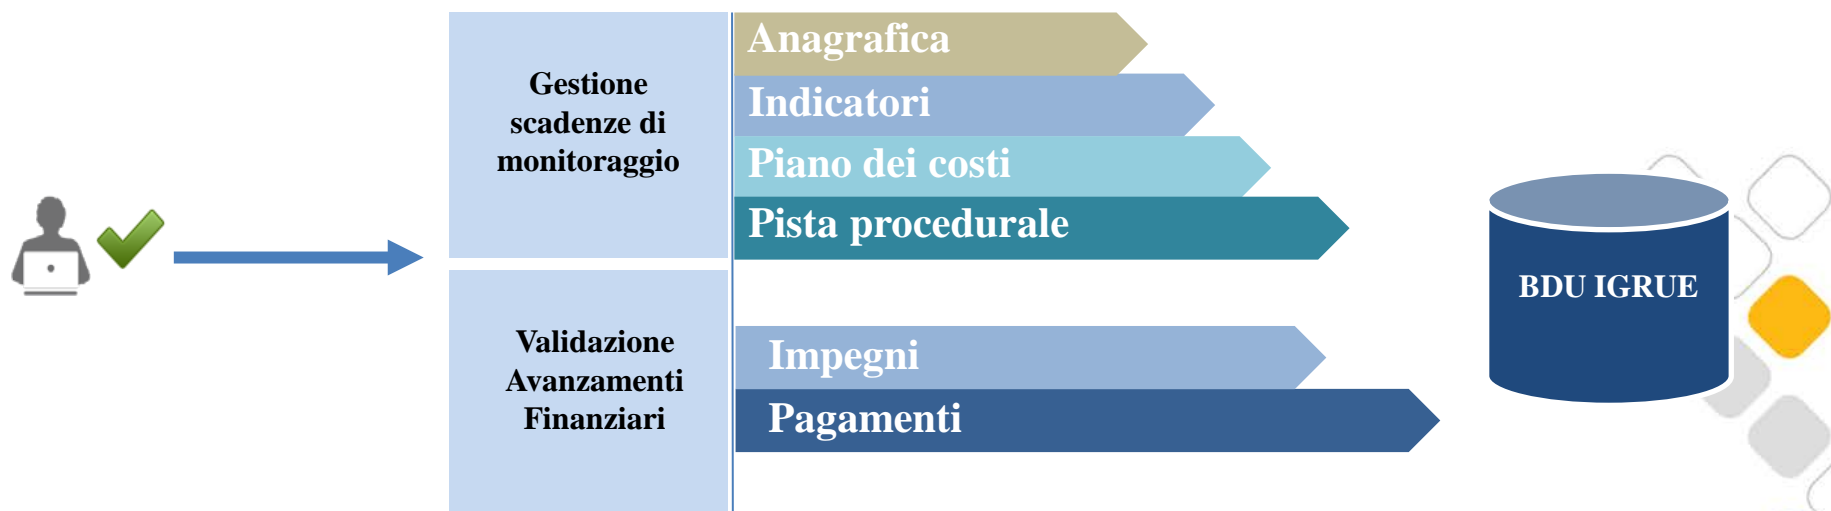 Gestione
scadenze di
monitoraggio
Anagrafica
Indicatori
Piano dei costi
Pista procedurale
Validazione
Avanzamenti
Finanziari
Impegni
Pagamenti
BDU IGRUE